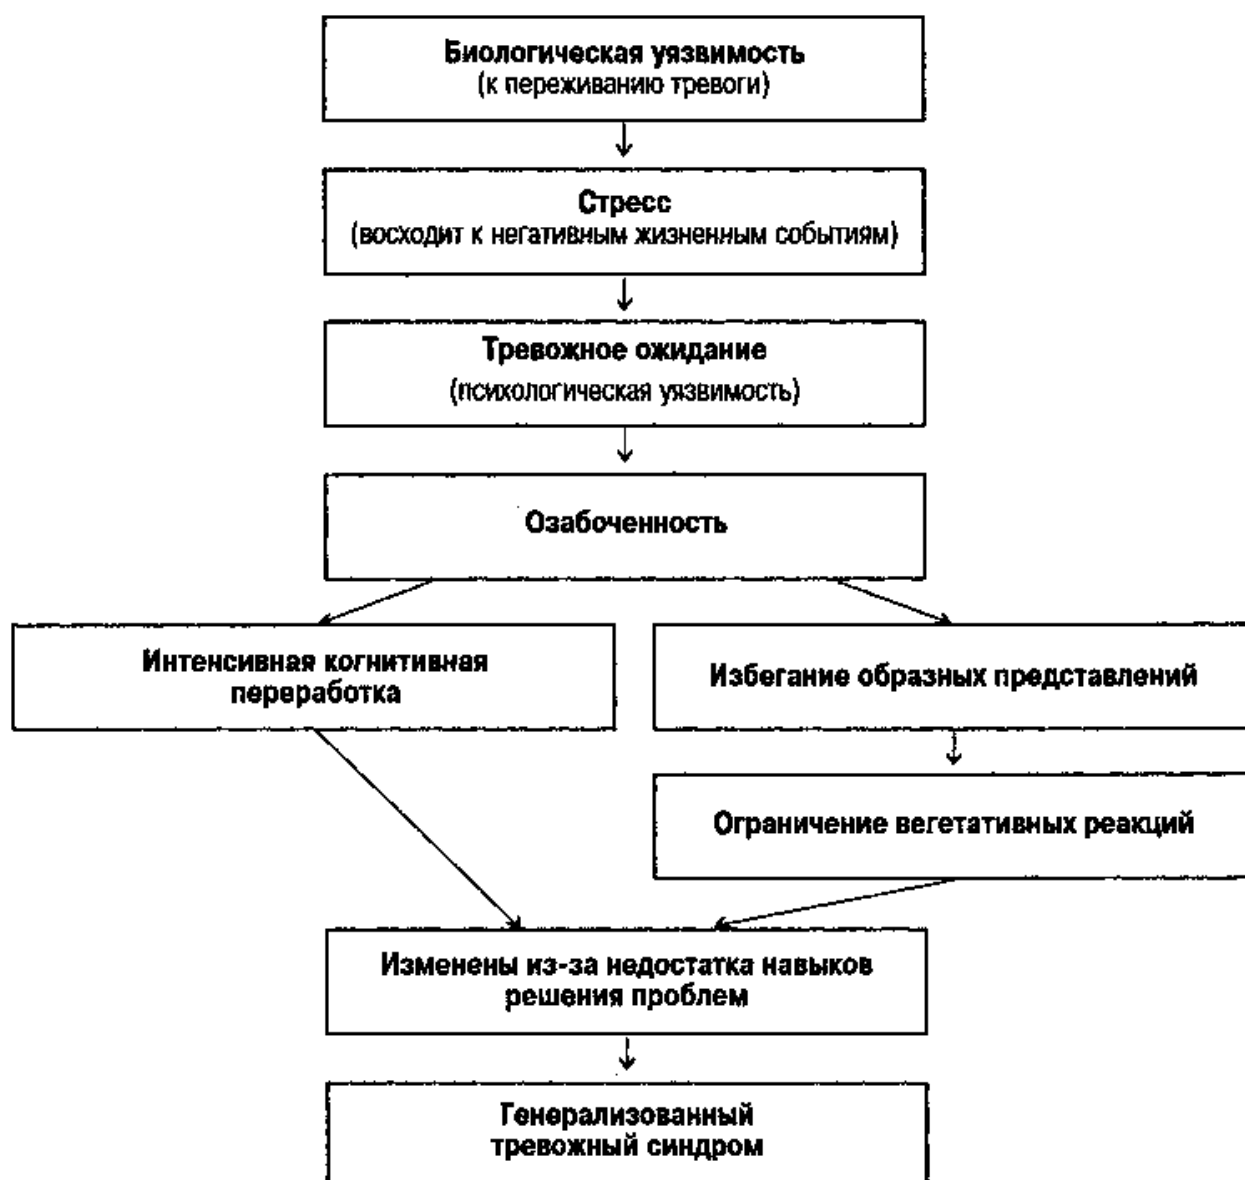 Биологическая уязвимость
(к переживанию тревоги)
Стресс
(восходит к негативным жизненным событиям)
Тревожное ожидание
(психологическая уязвимость)
Озабоченность
Интенсивная когнитивная
переработка
Избегание образных представлений
Ограничение вегетативных реакций
Изменены из-за недостатка навыков
решения проблем
Генерализованный
тревожный синдром